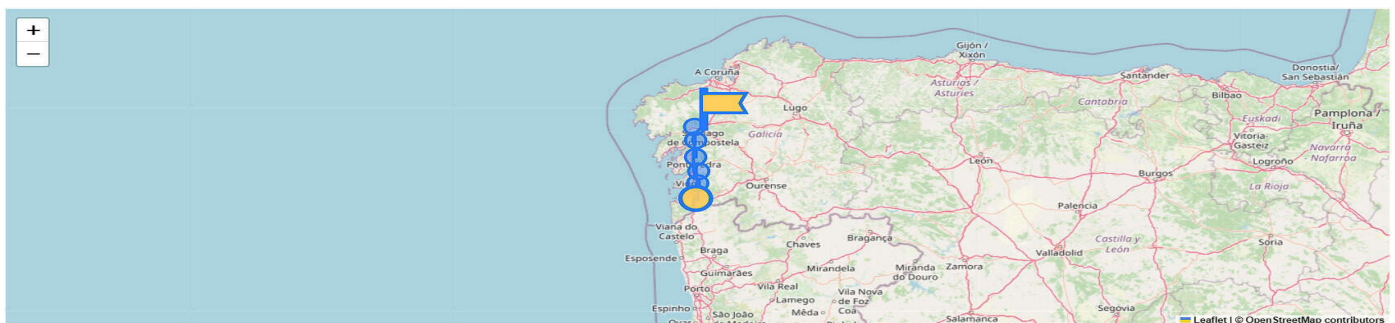 +
−
Gijón /
Xixón
A Coruña
Asturias /
Asturies
Santander
Donostia/
San Sebastián
Lugo
Cantabria
Bilbao
Pamplona /
Iruña
Euskadi
Galicia
Vitoria-
Gasteiz
León
Navarra
- Nafarroa
Burgos
Logroño
Ourense
La Rioja
Palencia
Viana do
Castelo
Braga
Chaves
Bragança
Castilla y
León
Soria
Esposende
Valladolid
Guimarães
Mirandela
Miranda
do Douro
Zamora
Porto
Vila Real
Lamego
Vila Nova
de Foz
Côa
Espinho
São João
Mêda
Segovia
Salamanca
Leaflet | © OpenStreetMap contributors